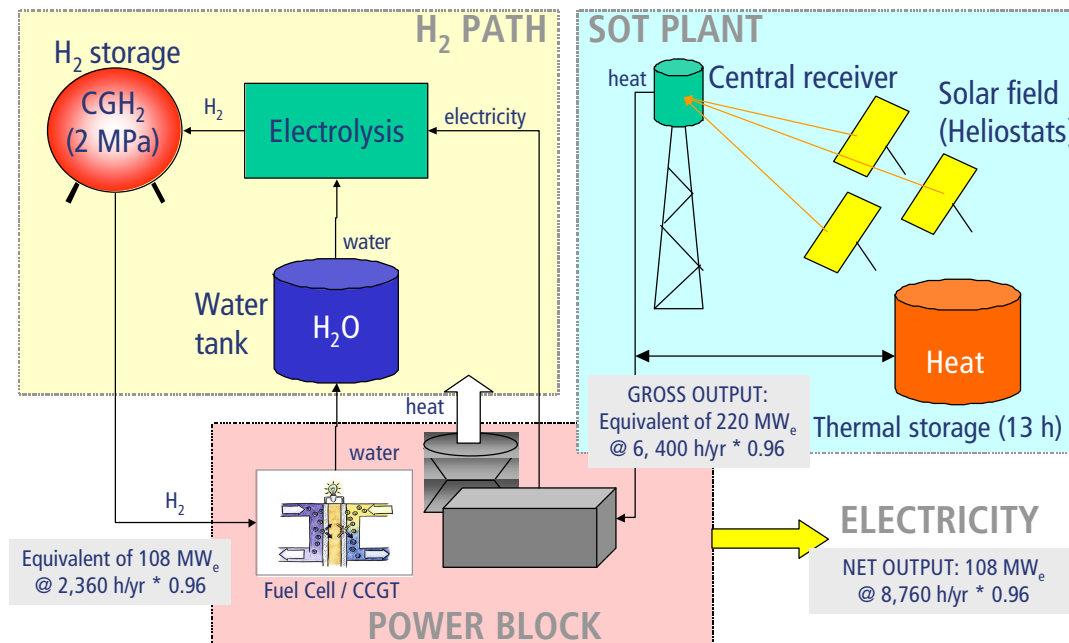 H₂ PATH
H₂ storage
CGH₂
(2 MPa)
H₂
Electrolysis
electricity
water
Water
tank
H₂O
SOT PLANT
heat
Central receiver
Solar field
(Heliostats)
Heat
Thermal storage (13 h)
GROSS OUTPUT:
Equivalent of 220 MWₑ
@ 6, 400 h/yr * 0.96
heat
water
H₂
Equivalent of 108 MWₑ
@ 2,360 h/yr * 0.96
Fuel Cell / CCGT
POWER BLOCK
ELECTRICITY
NET OUTPUT: 108 MWₑ
@ 8,760 h/yr * 0.96